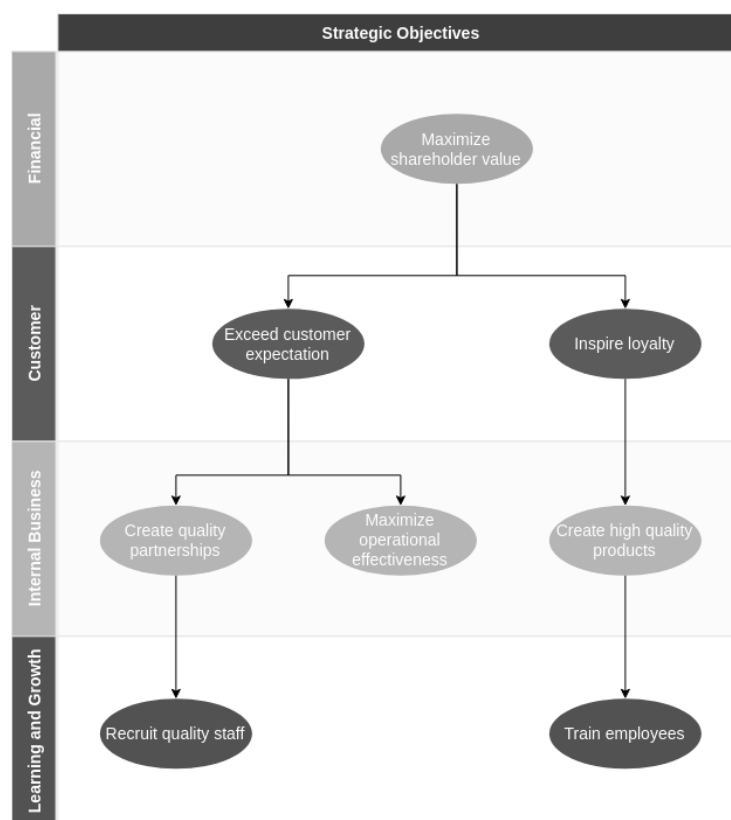 Strategic Objectives
Financial
Maximize
shareholder value
Customer
Exceed customer
expectation
Inspire loyalty
Internal Business
Create quality
partnerships
Maximize
operational
effectiveness
Create high quality
products
Learning and Growth
Recruit quality staff
Train employees